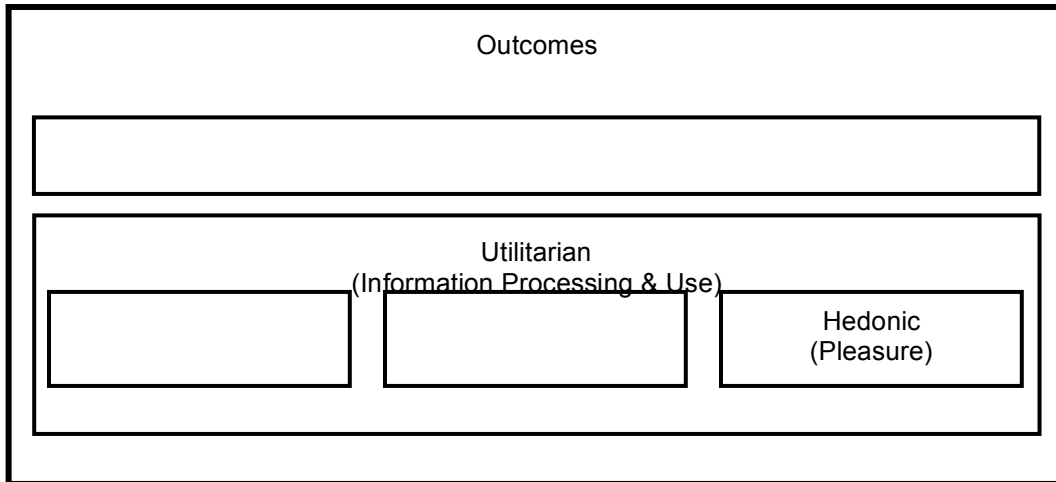 Outcomes
Utilitarian
(Information Processing & Use)
Hedonic
(Pleasure)